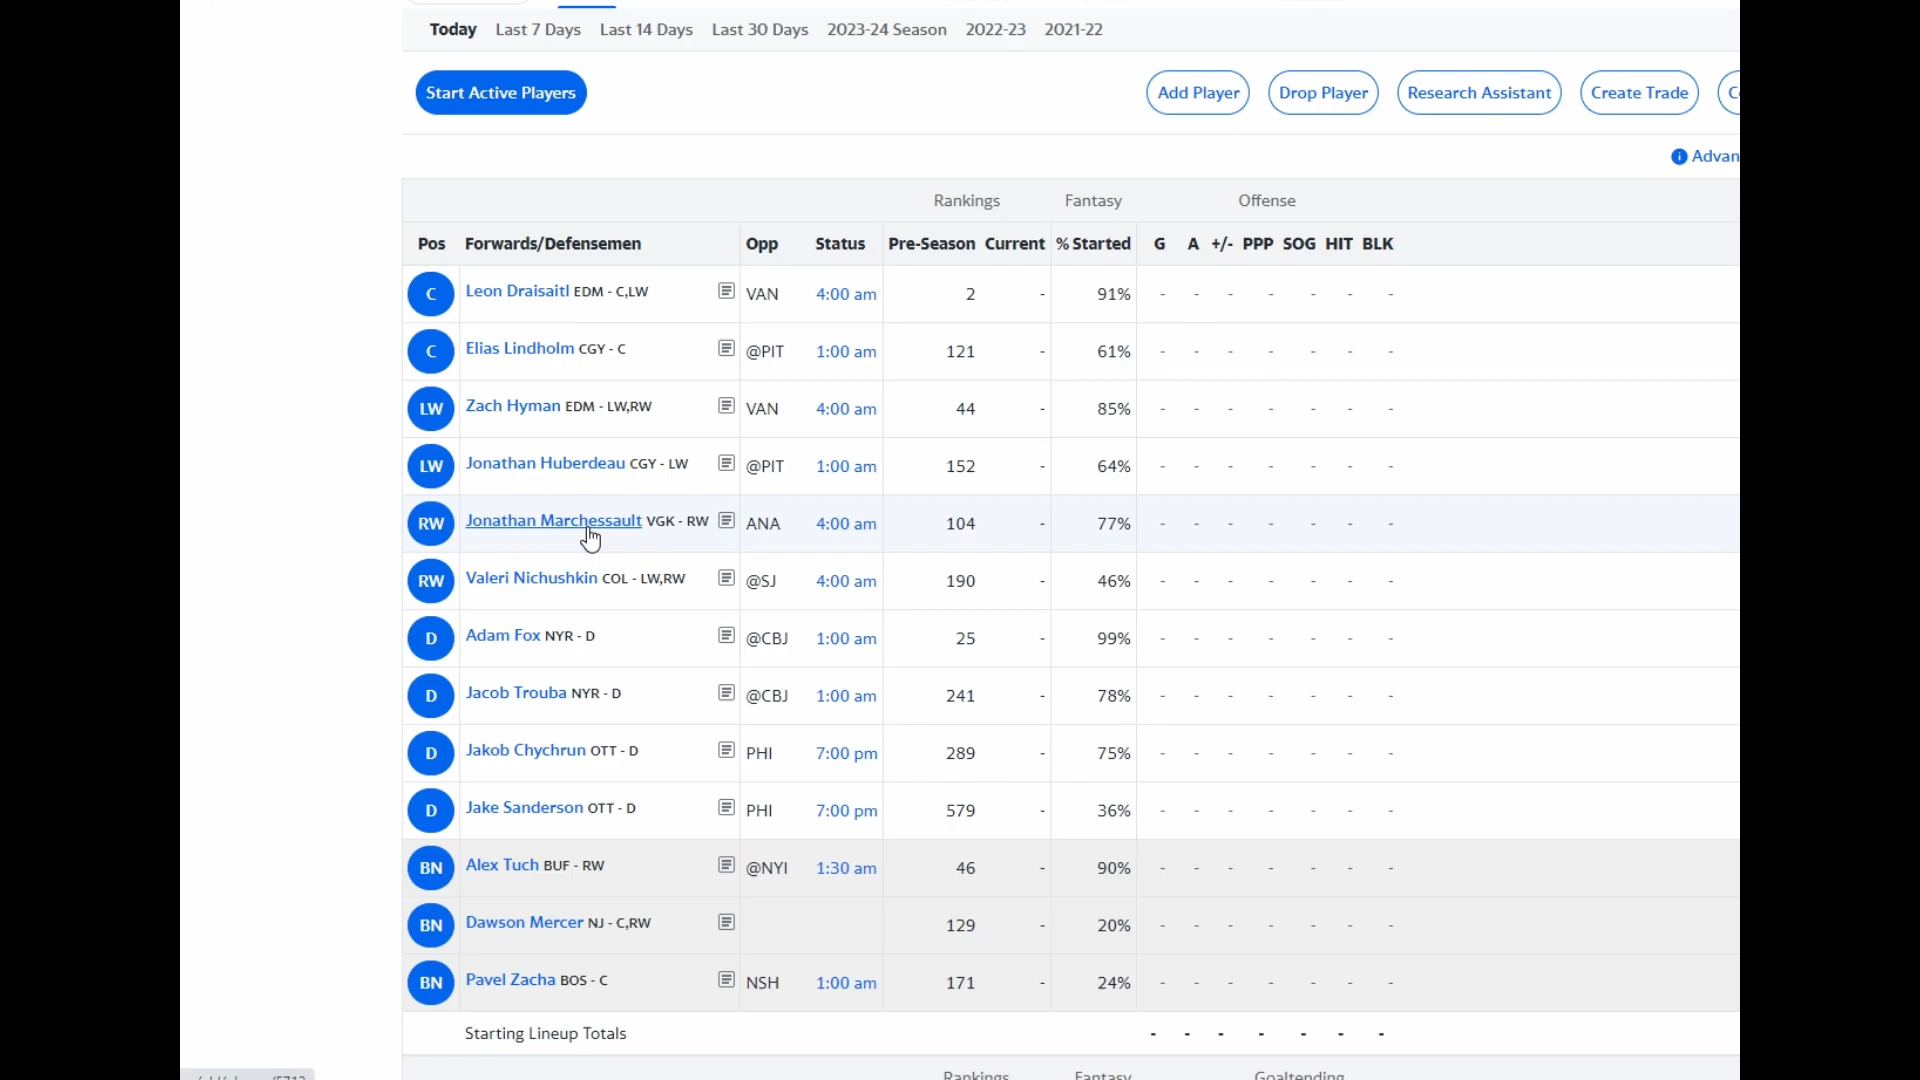 Today Last 7 Days Last 14 Days Last 30 Days 2023-24 Season 2022-23 2021-22
Start Active Players Add Player Drop Player Research Assistant Create Trade
Advan
Rankings Fantasy Offense
Pos Forwards/Defensemen Opp Status Pre-Season Current % Started G A +/- PPP SOG HIT BLK
C Leon Draisaitl EDM - C,LW VAN 4:00 am 2 - 91% - - - - - - -
C Elias Lindholm CGY - C @PIT 1:00 am 121 - 61% - - - - - - -
LW Zach Hyman EDM - LW,RW VAN 4:00 am 44 - 85% - - - - - - -
LW Jonathan Huberdeau CGY - LW @PIT 1:00 am 152 - 64% - - - - - - -
RW Jonathan Marchessault VGK - RW ANA 4:00 am 104 - 77% - - - - - - -
RW Valeri Nichushkin COL - LW,RW @SJ 4:00 am 190 - 46% - - - - - - -
D Adam Fox NYR - D @CBJ 1:00 am 25 - 99% - - - - - - -
D Jacob Trouba NYR - D @CBJ 1:00 am 241 - 78% - - - - - - -
D Jakob Chychrun OTT - D PHI 7:00 pm 289 - 75% - - - - - - -
D Jake Sanderson OTT - D PHI 7:00 pm 579 - 36% - - - - - - -
BN Alex Tuch BUF - RW @NYI 1:30 am 46 - 90% - - - - - - -
BN Dawson Mercer NJ - C,RW 129 - 20% - - - - - - -
BN Pavel Zacha BOS - C NSH 1:00 am 171 - 24% - - - - - - -
Starting Lineup Totals - - - - - - -
Rankings Fantasy Goaltending